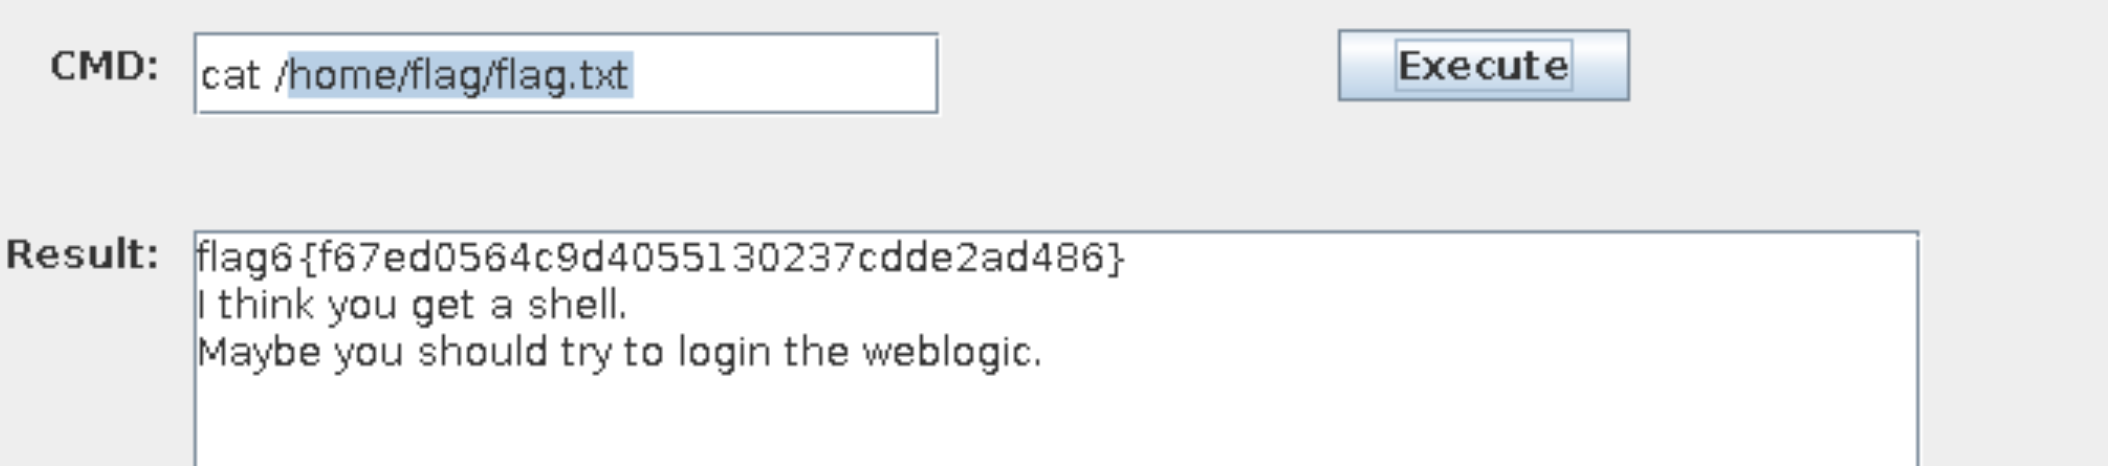 CMD: cat /home/flag/flag.txt Execute
Result: flag6{f67ed0564c9d4055130237cdde2ad486}
I think you get a shell.
Maybe you should try to login the weblogic.